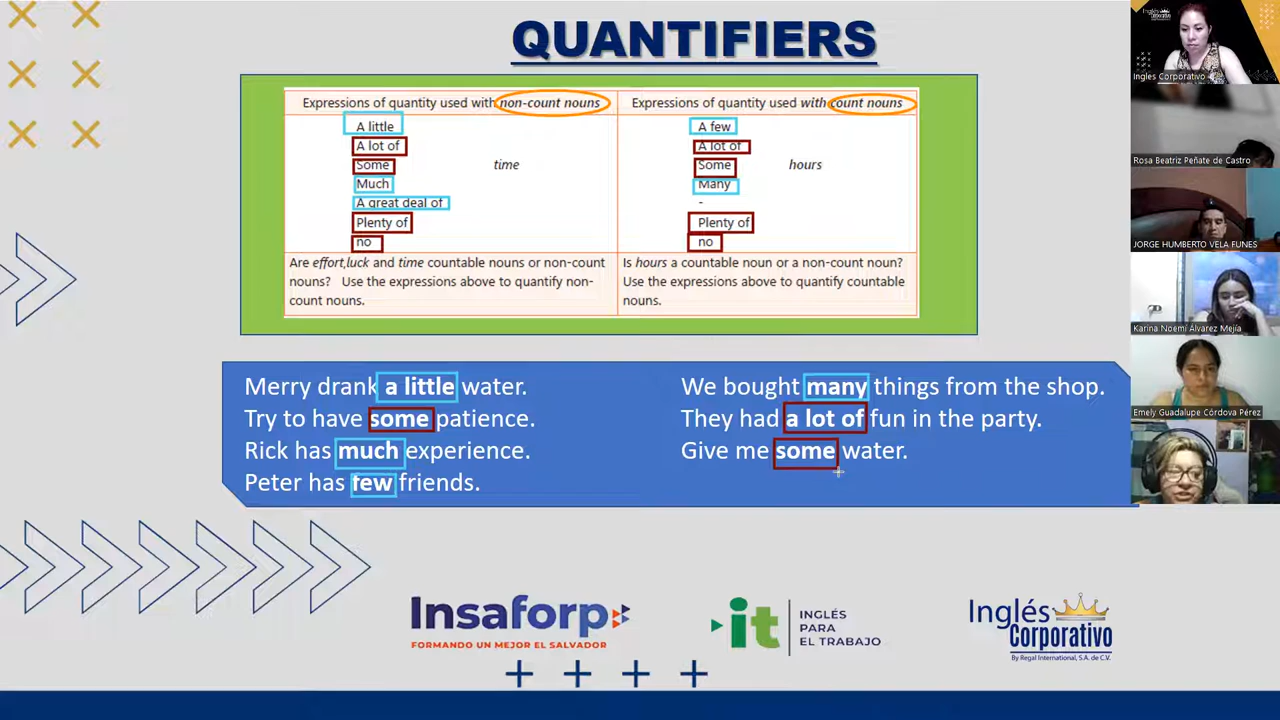 QUANTIFIERS
Expressions of quantity used with non-count nouns
A little
A lot of
Some
Much
A great deal of
Plenty of
no
time
Are effort,luck and time countable nouns or non-count
nouns? Use the expressions above to quantify non-
count nouns.
Expressions of quantity used with count nouns
A few
A lot of
Some
Many
-
Plenty of
no
hours
Is hours a countable noun or a non-count noun?
Use the expressions above to quantify countable
nouns.
Merry drank a little water.
Try to have some patience.
Rick has much experience.
Peter has few friends.
We bought many things from the shop.
They had a lot of fun in the party.
Give me some water.
Insaforp
FORMANDO UN MEJOR EL SALVADOR
it
INGLÉS
PARA
EL TRABAJO
Inglés
Corporativo
By Regal International, S.A. de C.V.
Inglés
Corporativo
Ingles Corporativo
Rosa Beatriz Peñate de Castro
JORGE HUMBERTO VELA FUNES
Karina Noemí Álvarez Mejía
Emely Guadalupe Córdova Pérez